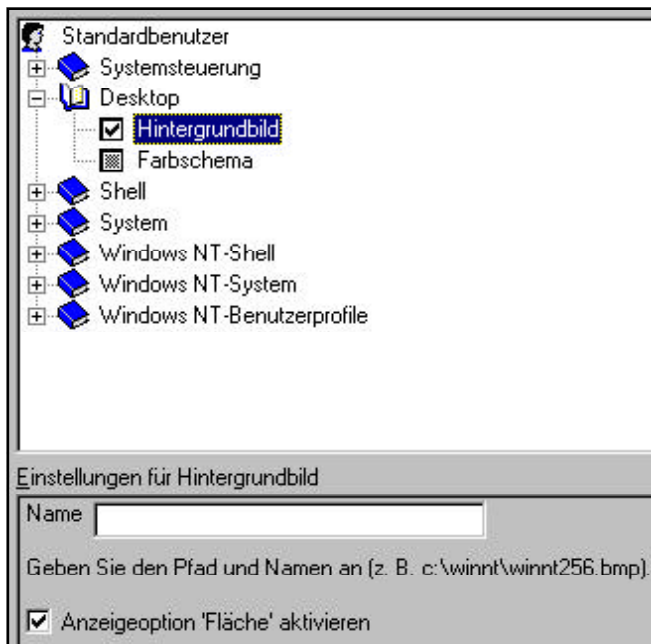 Standardbenutzer
Systemsteuerung
Desktop
Hintergrundbild
Farbschema
Shell
System
Windows NT-Shell
Windows NT-System
Windows NT-Benutzerprofile
Einstellungen für Hintergrundbild
Name
Geben Sie den Pfad und Namen an (z. B. c:\winnt\winnt256.bmp).
Anzeigeoption 'Fläche' aktivieren